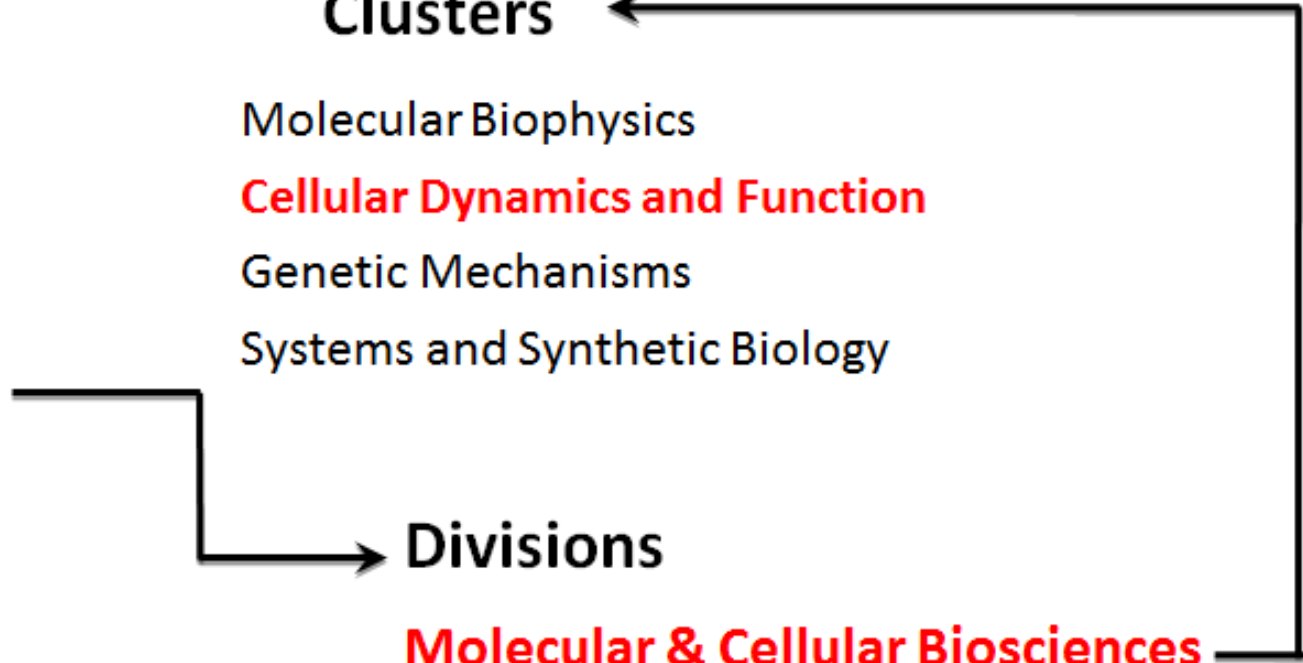 Clusters
Molecular Biophysics
Cellular Dynamics and Function
Genetic Mechanisms
Systems and Synthetic Biology
Divisions
Molecular & Cellular Biosciences